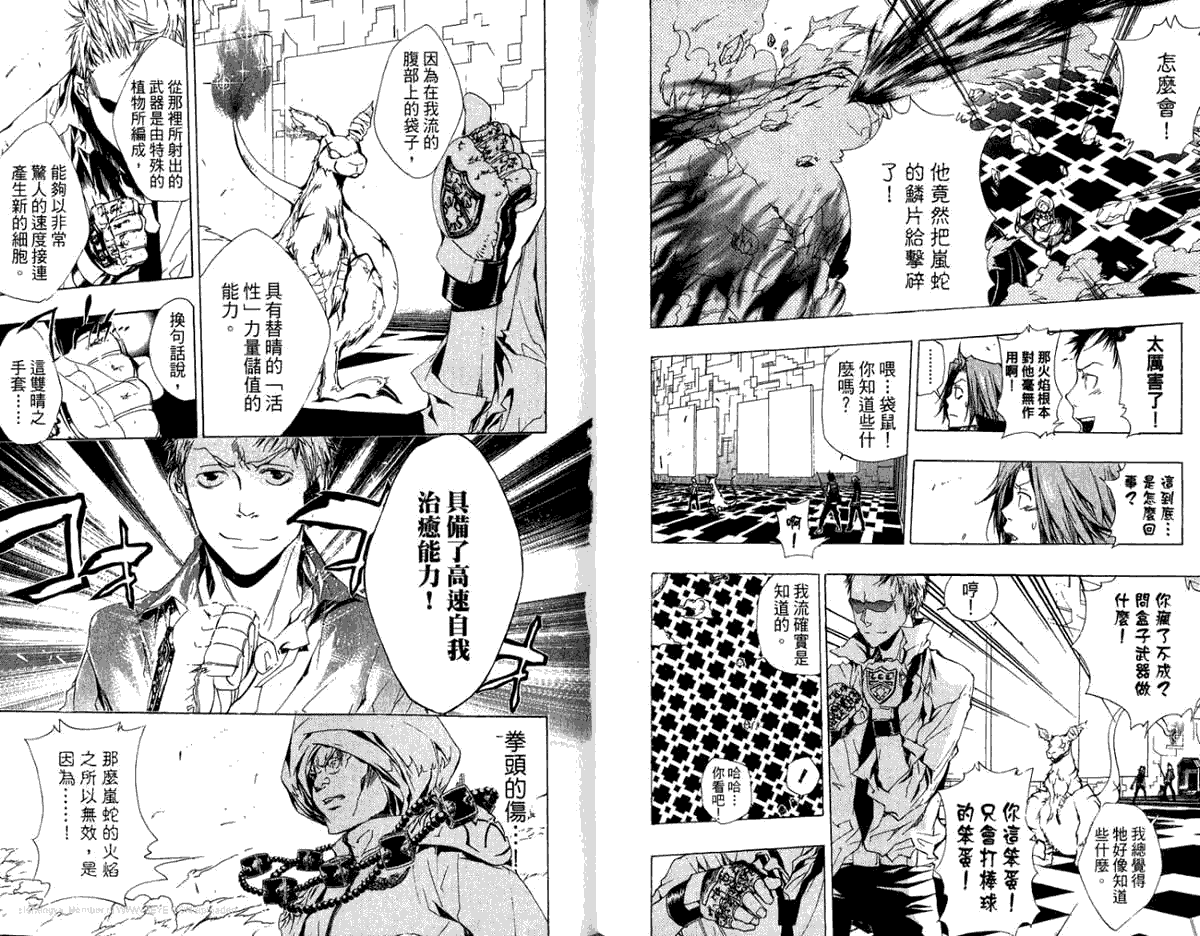 怎麼會！
他竟然把嵐蛇
的鱗片給擊碎
了！
太厲害了！
那火焰根本
對他毫無作
用啊！
………
這到底…
是怎麼回
事？
喂…袋鼠！
你知道些什
麼嗎？
啊
！
你瘋了不成？
問盒子武器做
什麼！
哼！
我總覺得
牠好像知道
些什麼。
你這笨蛋！
只會打棒球
的笨蛋！
我流確實是
知道的。
！
哈哈…
你看吧！
因為在我流的
腹部上的袋子，
從那裡所射出的
武器是由特殊的
植物所編成，
能夠以非常
驚人的速度接連
產生新的細胞。
具有替晴的「活
性」力量儲值的
能力。
換句話說，
這雙晴之
手套……
具備了高速自我
治癒能力！
拳頭的傷…！
那麼嵐蛇的火焰
之所以無效，是
因為……！